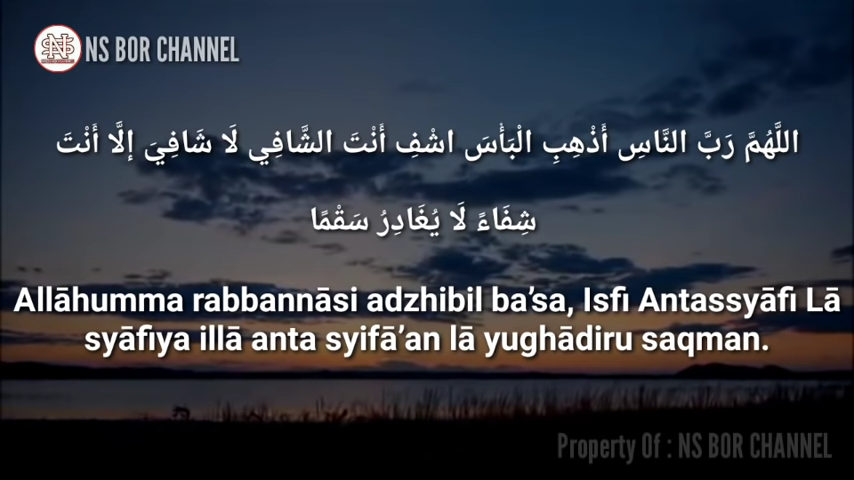 NS BOR CHANNEL
اللَّهُمَّ رَبَّ النَّاسِ أَذْهِبِ الْبَأْسَ اشْفِ أَنْتَ الشَّافِي لَا شَافِيَ إلَّا أَنْتَ
شِفَاءً لَا يُغَادِرُ سَقْمًا
Allāhumma rabbannāsi adzhibil ba’sa, Isfi Antassyāfi Lā
syāfiya illā anta syifā’an lā yughādiru saqman.
Property Of : NS BOR CHANNEL